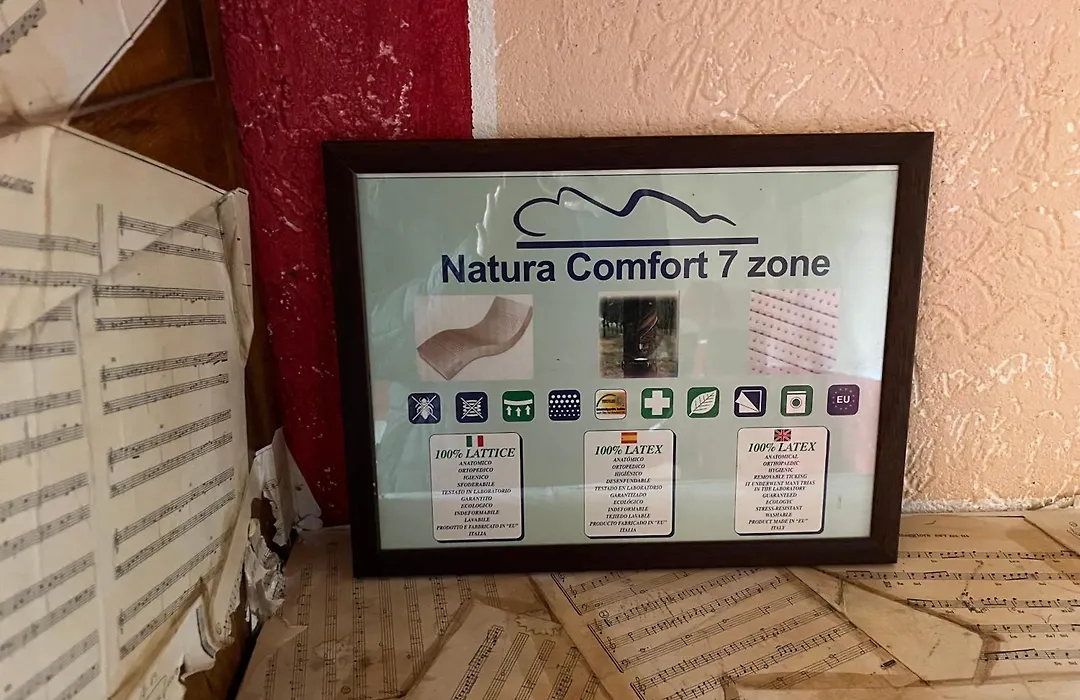 Natura Comfort 7 zone
EU
100% LATTICE
ANATOMICO
ORTOPEDICO
IGIENICO
SFODERABILE
TESTATO IN LABORATORIO
GARANTITO
ECOLOGICO
INDEFORMABILE
LAVABILE
PRODOTTO E FABBRICATO IN "EU"
ITALIA
100% LATEX
ANATÓMICO
ORTOPEDICO
HIGIÉNICO
DESENFUNDABLE
TESTADO EN LABORATORIO
GARANTIZADO
ECOLÓGICO
INDEFORMABLE
TEJIDO LAVABLE
PRODUCTO FABRICADO IN "EU"
ITALIA
100% LATEX
ANATOMICAL
ORTHOPAEDIC
HYGIENIC
REMOVABLE TICKING
IT UNDERWENT MANY TRIAS
IN THE LABORATORY
GUARANTEED
ECOLOGYC
STRESS-RESISTANT
WASHABLE
PRODUCT MADE IN "EU"
ITALY